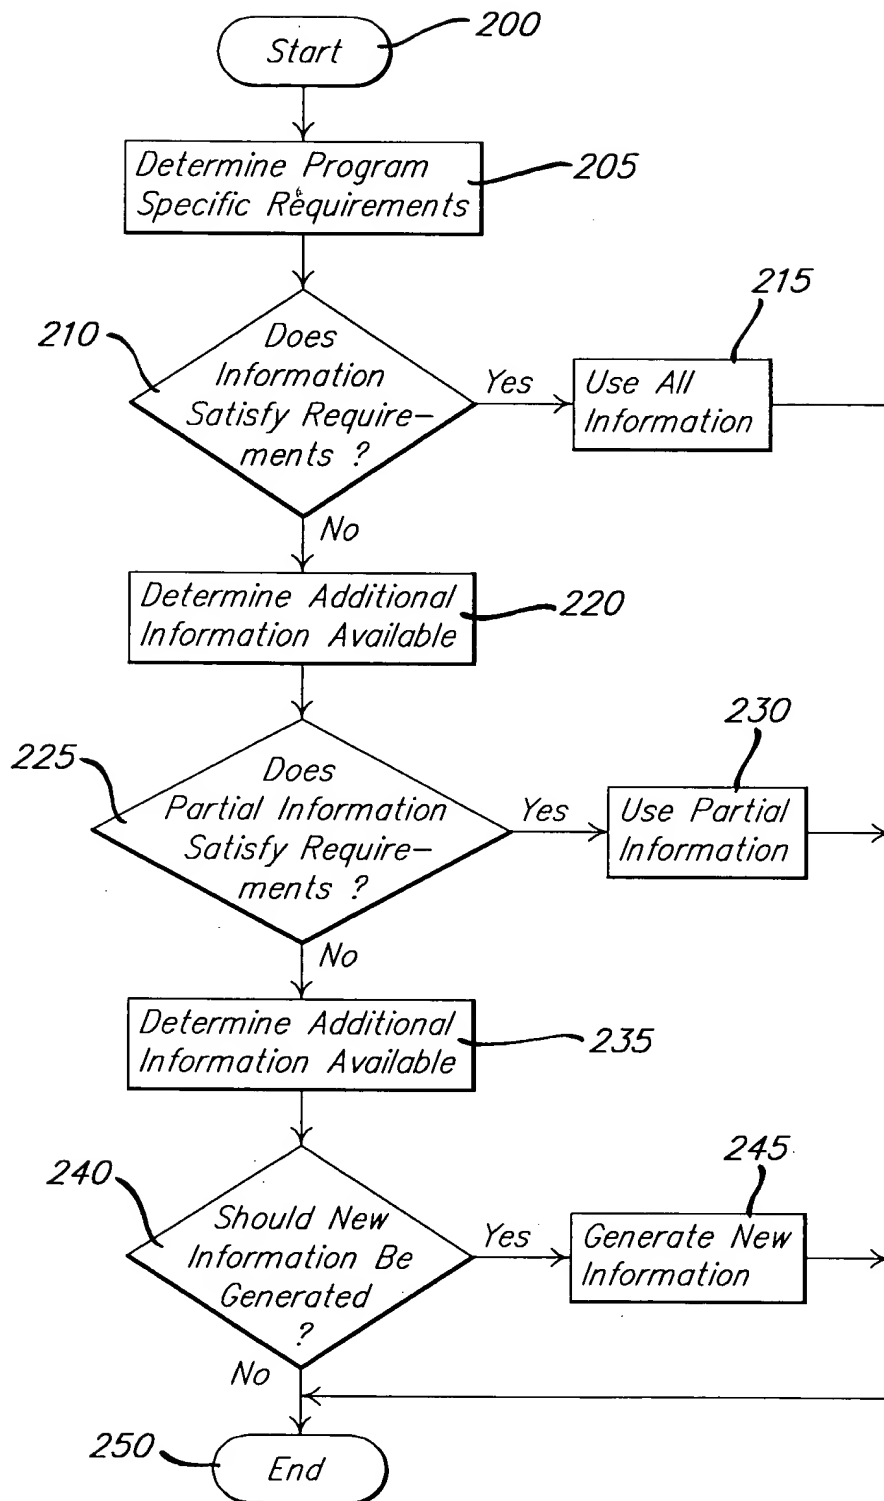 200
Start
Determine Program
Specific Requirements
205
210
Does
Information
Satisfy Require-
ments ?
Yes
215
Use All
Information
No
Determine Additional
Information Available
220
225
Does
Partial Information
Satisfy Require-
ments ?
Yes
230
Use Partial
Information
No
Determine Additional
Information Available
235
240
Should New
Information Be
Generated
?
Yes
245
Generate New
Information
No
250
End